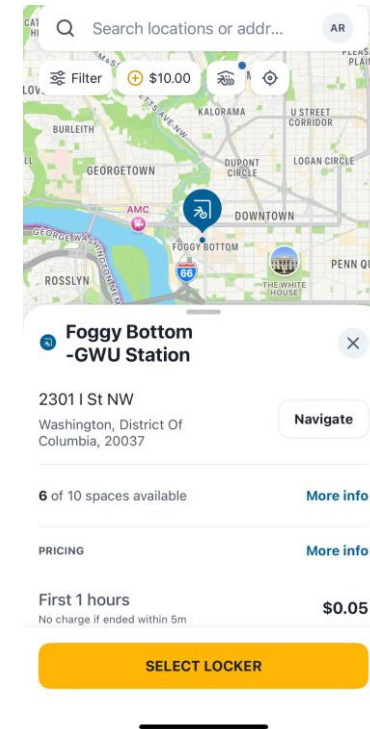 Search locations or addr...
AR
Filter
$10.00
KALORAMA
U STREET
CORRIDOR
BURLEITH
GEORGETOWN
DUPONT
CIRCLE
LOGAN CIRCLE
AMC
DOWNTOWN
FOGGY BOTTOM
66
ROSSLYN
THE WHITE
HOUSE
PENN QU
Foggy Bottom
-GWU Station
2301 I St NW
Washington, District Of
Columbia, 20037
Navigate
6 of 10 spaces available
More info
PRICING
More info
First 1 hours
No charge if ended within 5m
$0.05
SELECT LOCKER